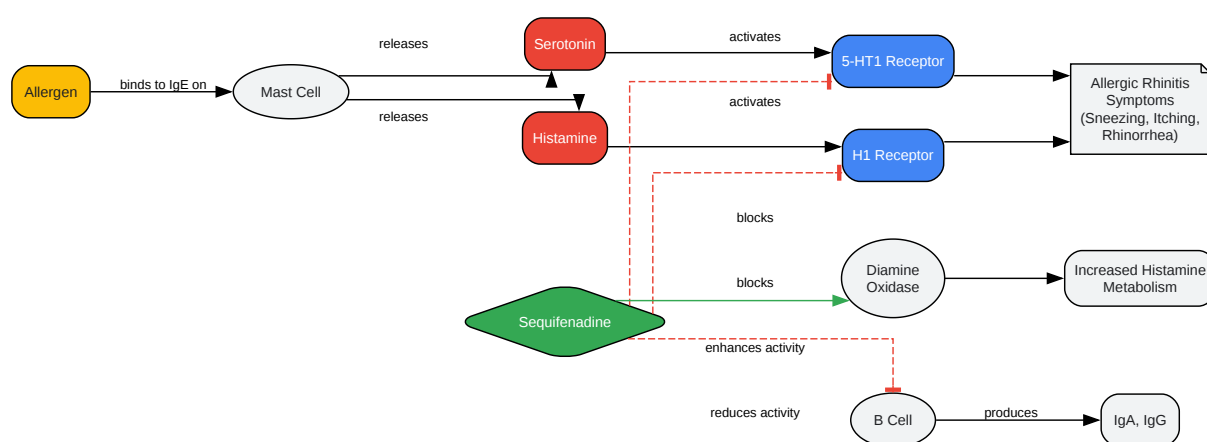 releases
Serotonin
activates
5-HT1 Receptor
Allergen
binds to IgE on
Mast Cell
releases
Histamine
activates
H1 Receptor
Allergic Rhinitis
Symptoms
(Sneezing, Itching,
Rhinorrhea)
blocks
blocks
Diamine
Oxidase
Increased Histamine
Metabolism
Sequifenadine
enhances activity
reduces activity
B Cell
produces
IgA, IgG